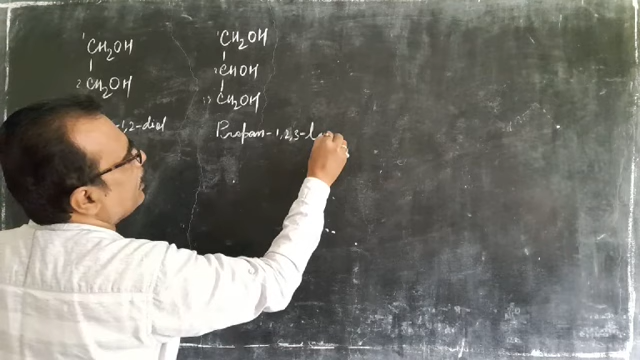 1CH2OH
2CH2OH
-1,2-diol
1CH2OH
2CHOH
3CH2OH
Propan-1,2,3-